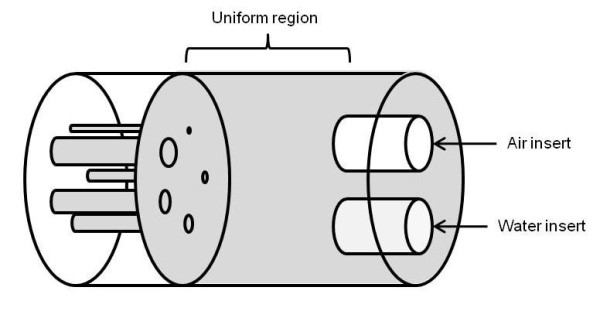 Uniform region
Air insert
Water insert